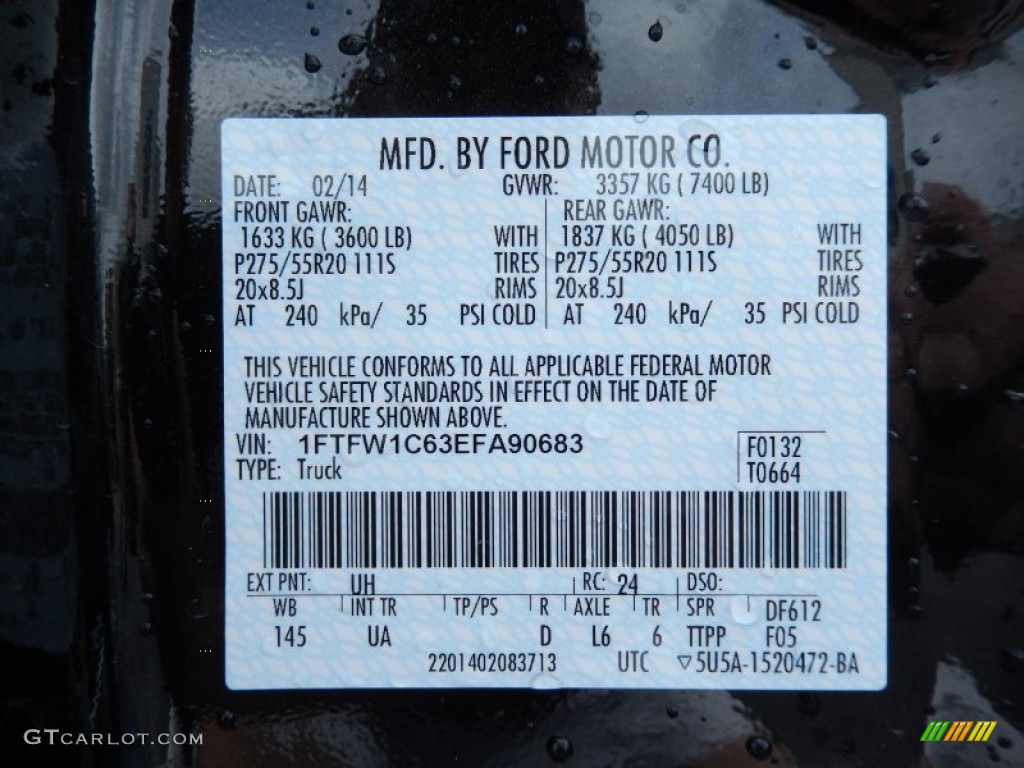 MFD. BY FORD MOTOR CO.
DATE: 02/14 GVWR: 3357 KG ( 7400 LB)
FRONT GAWR: REAR GAWR:
1633 KG ( 3600 LB) WITH 1837 KG ( 4050 LB) WITH
P275/55R20 111S TIRES P275/55R20 111S TIRES
20x8.5J RIMS 20x8.5J RIMS
AT 240 kPa/ 35 PSI COLD AT 240 kPa/ 35 PSI COLD
THIS VEHICLE CONFORMS TO ALL APPLICABLE FEDERAL MOTOR
VEHICLE SAFETY STANDARDS IN EFFECT ON THE DATE OF
MANUFACTURE SHOWN ABOVE.
VIN: 1FTFW1C63EFA90683 F0132
TYPE: Truck T0664
EXT PNT: UH RC: 24 DSO:
WB INT TR TP/PS R AXLE TR SPR DF612
145 UA D L6 6 TTPP F05
2201402083713 UTC ▽5U5A-1520472-BA
GTCARLOT.COM